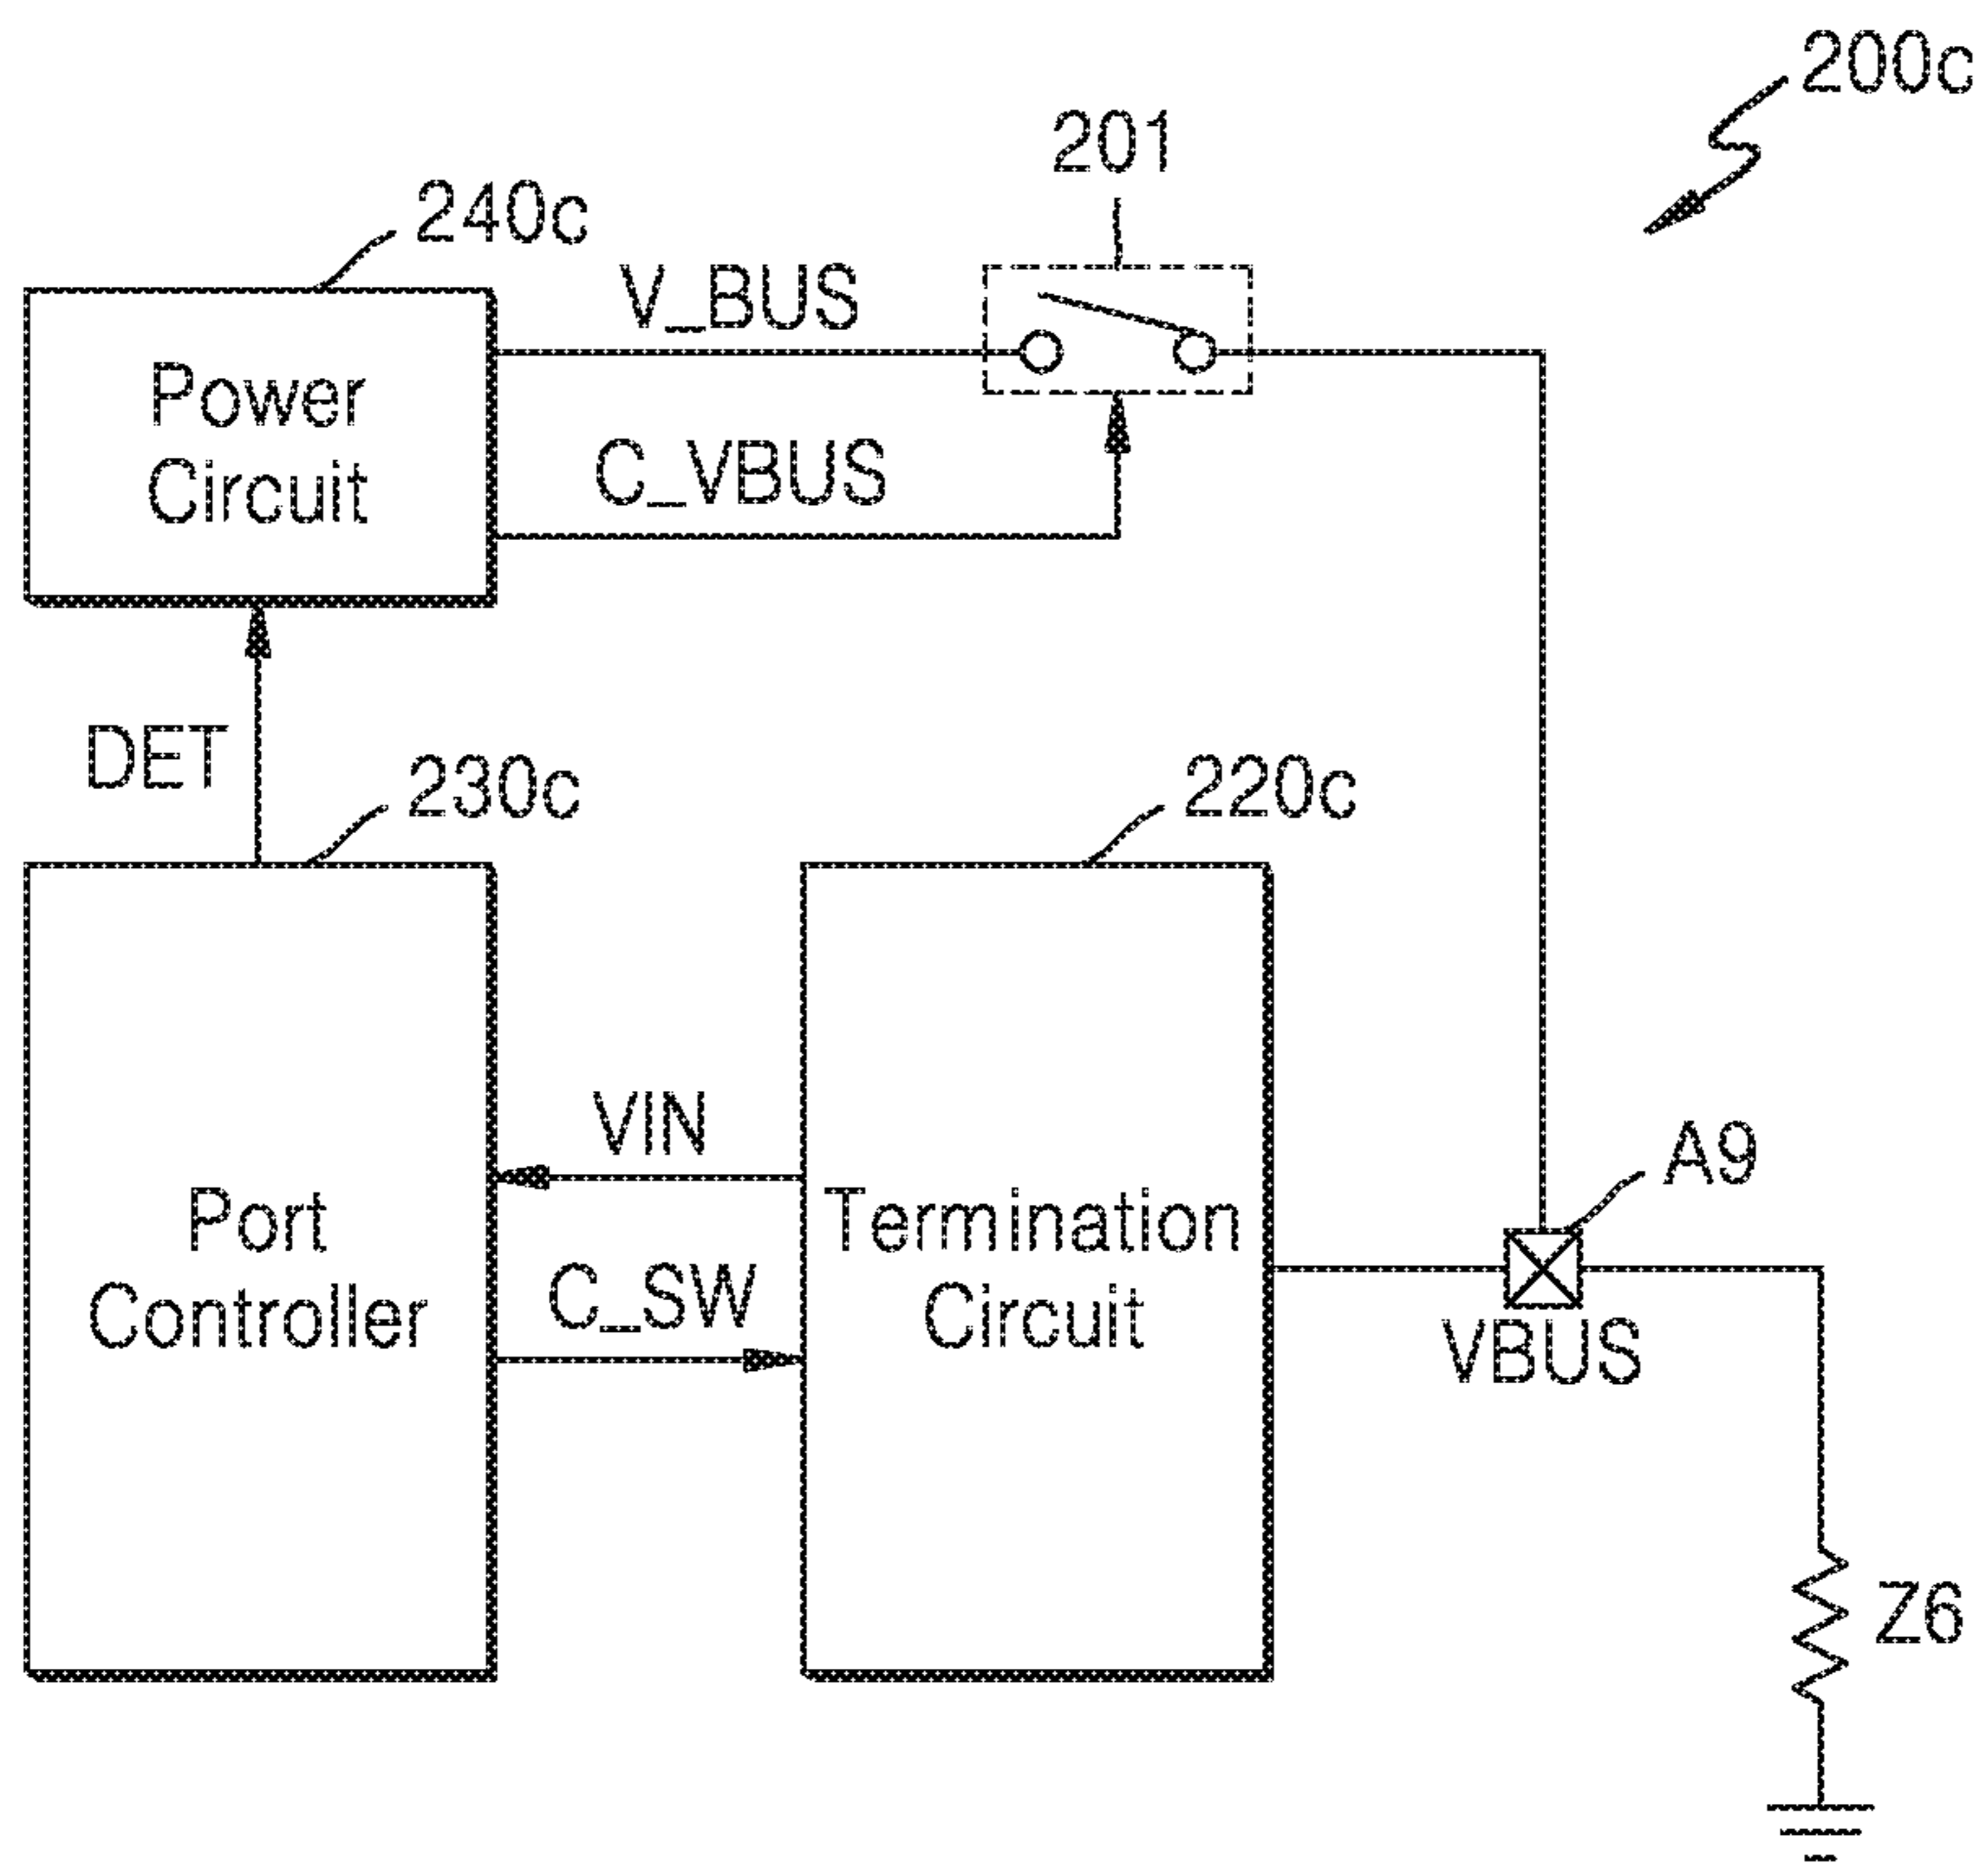 200c
201
240c
V_BUS
Power
Circuit
C_VBUS
DET
230c
220c
VIN
A9
Port
Controller
Termination
Circuit
C_SW
VBUS
Z6